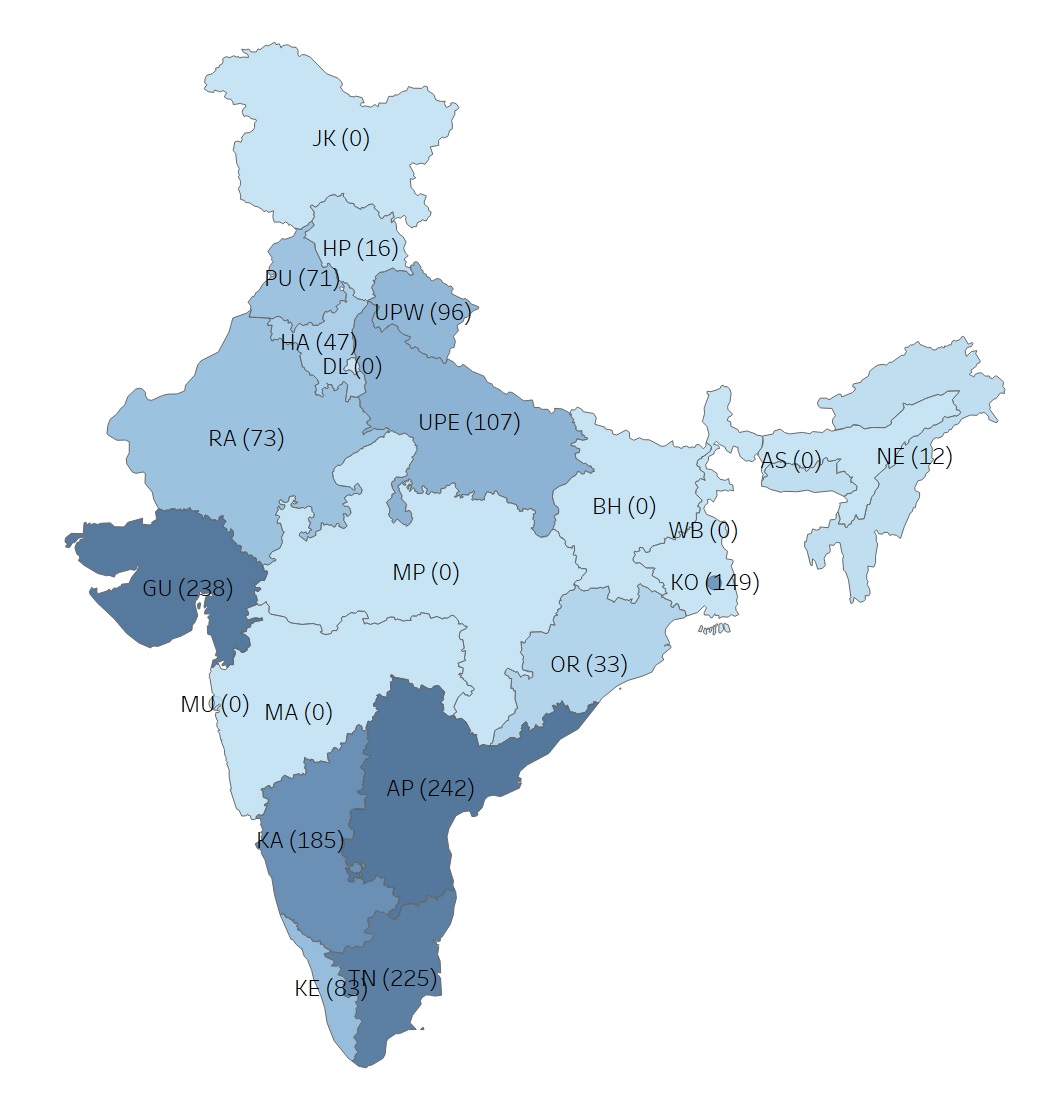 JK (0)
HP (16)
PU (71)
UPW (96)
HA (47)
DL (0)
UPE (107)
RA (73)
AS (0)
NE (12)
BH (0)
WB (0)
MP (0)
KO (149)
GU (238)
OR (33)
MU (0)
MA (0)
AP (242)
KA (185)
TN (225)
KE (83)